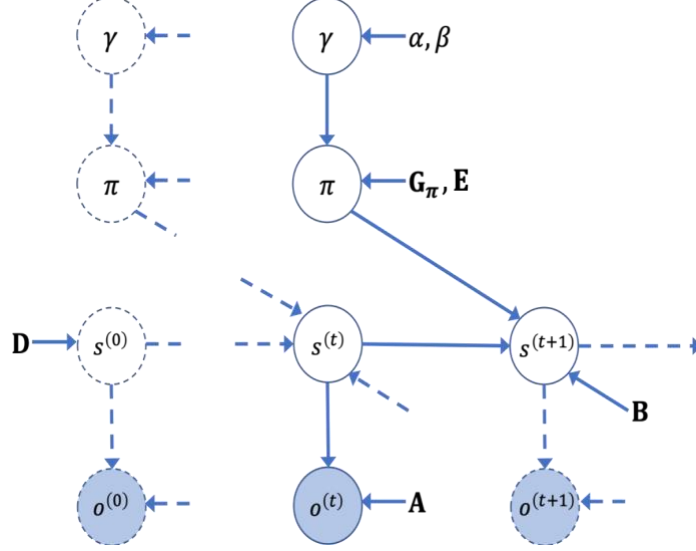 γ γ α, β
π π G_π, E
D s^(0) s^(t) s^(t+1)
B
o^(0) o^(t) A o^(t+1)